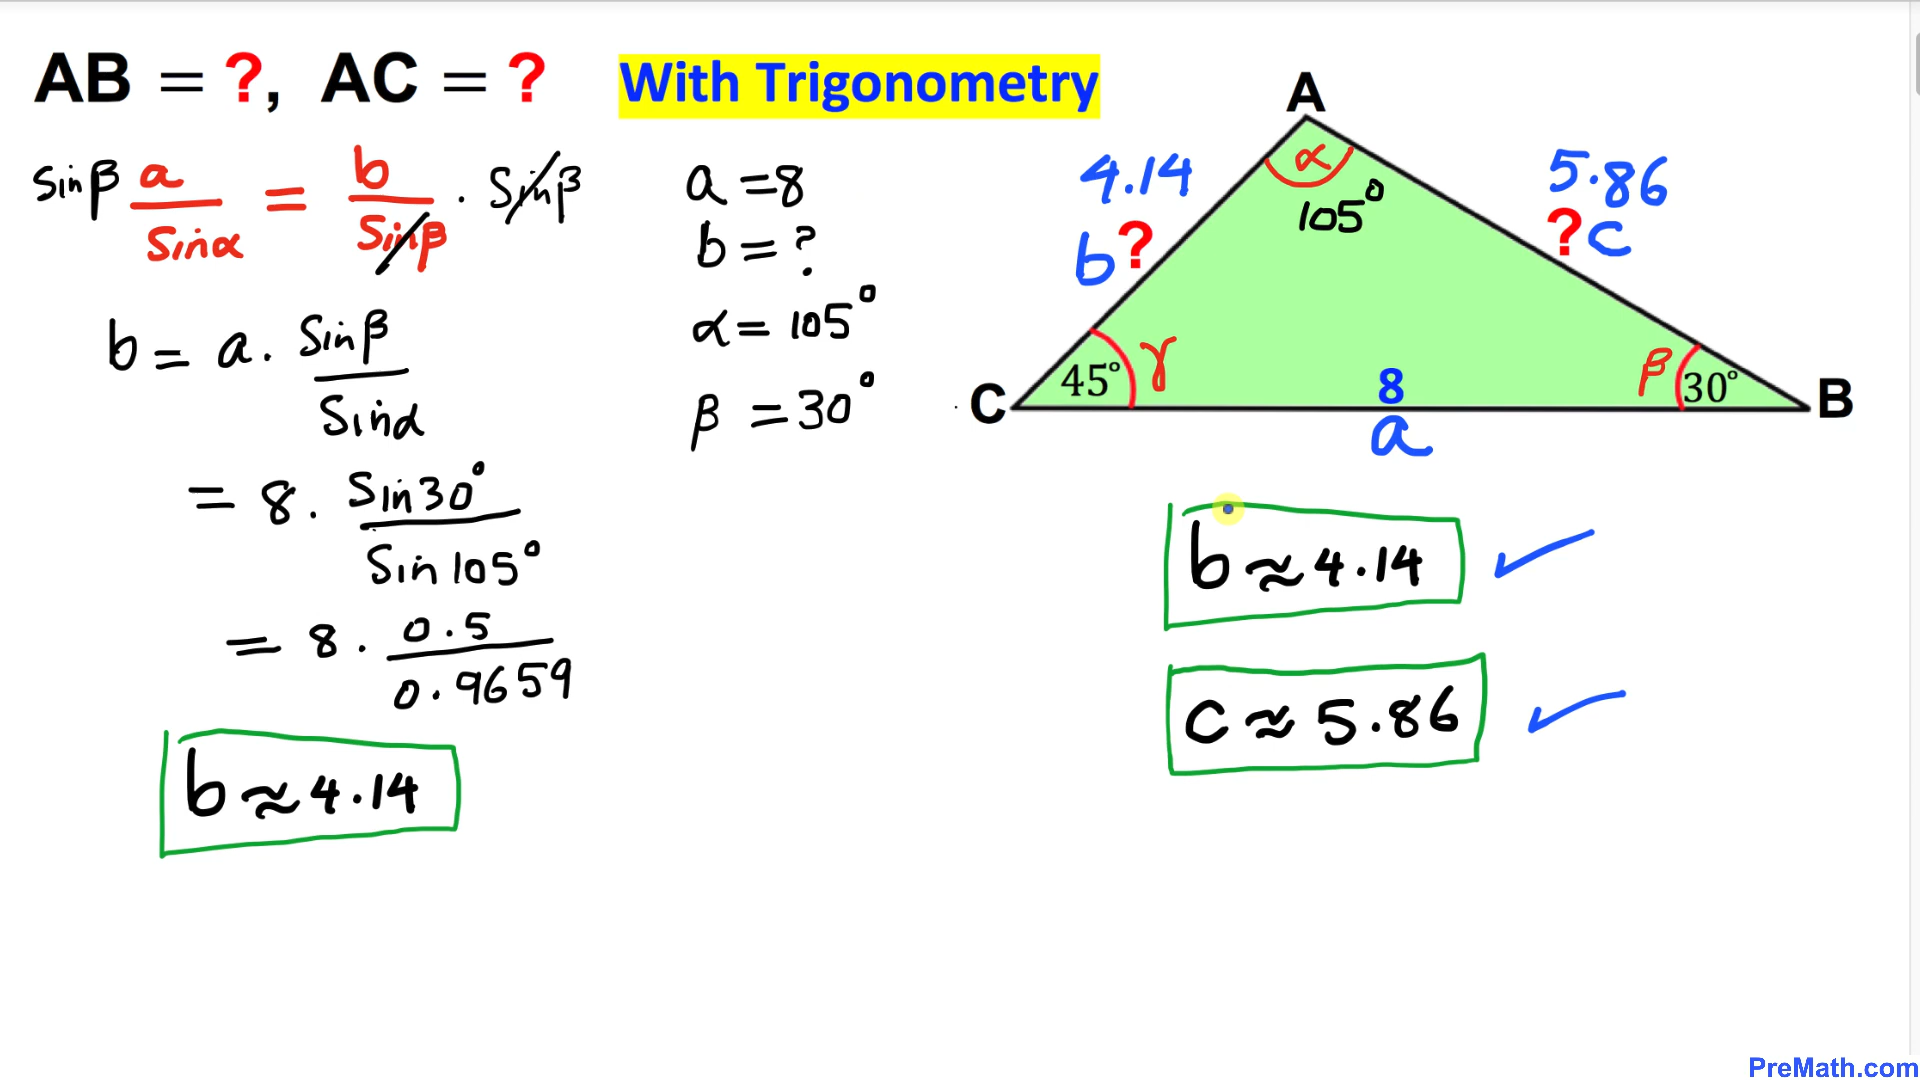 AB = ?, AC = ?
With Trigonometry
sinβ a/sinα = b/sinβ · sinβ
b = a · sinβ/sinα
= 8 · sin30°/sin105°
= 8 · 0.5/0.9659
b ≈ 4.14
a = 8
b = ?
α = 105°
β = 30°
A
α
105°
4.14
b ?
5.86
? c
C
45°
γ
8
a
β
30°
B
b ≈ 4.14
c ≈ 5.86
PreMath.com